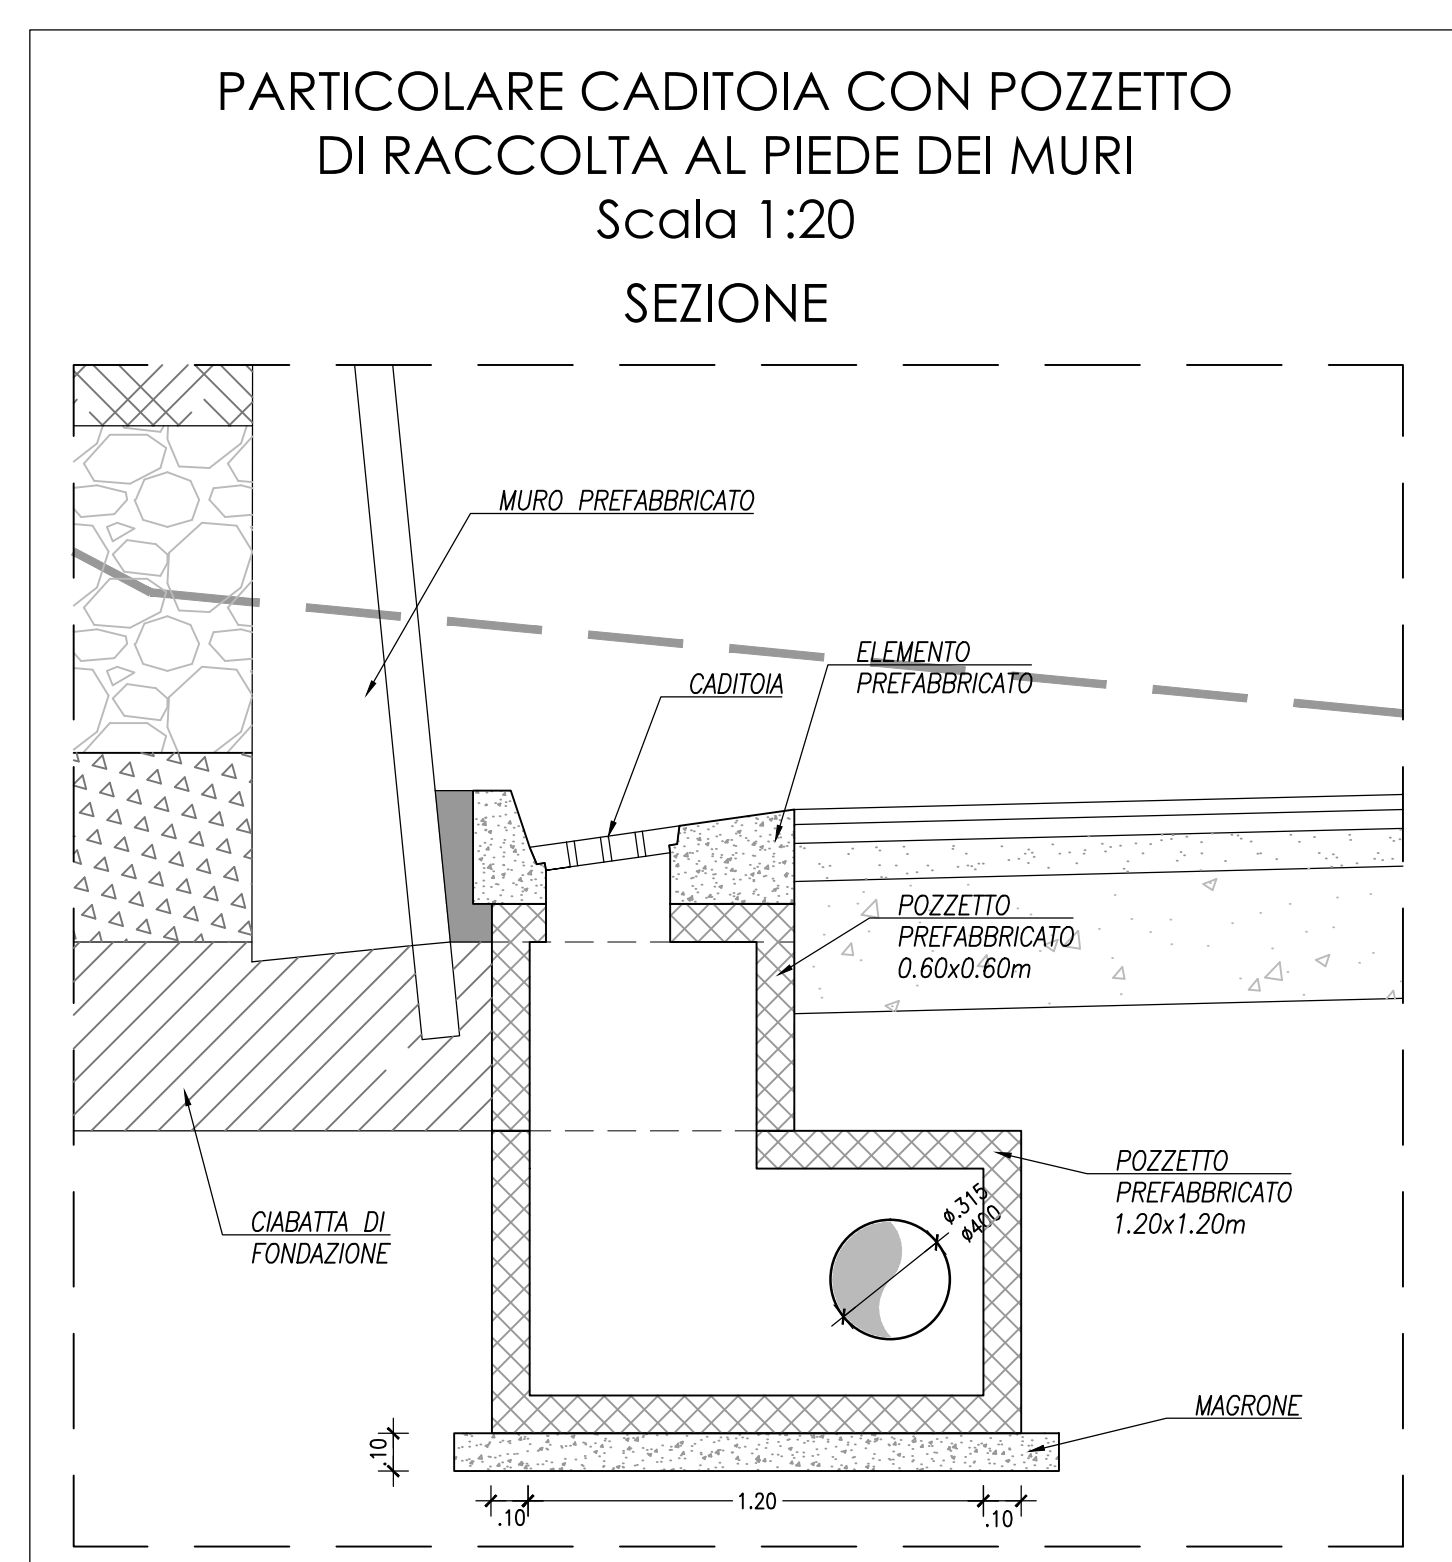 PARTICOLARE CADITOIA CON POZZETTO
DI RACCOLTA AL PIEDE DEI MURI
Scala 1:20
SEZIONE
MURO PREFABBRICATO
ELEMENTO
PREFABBRICATO
CADITOIA
POZZETTO
PREFABBRICATO
0.60x0.60m
POZZETTO
PREFABBRICATO
1.20x1.20m
ø.315
ø400
CIABATTA DI
FONDAZIONE
MAGRONE
.10
.10
1.20
.10